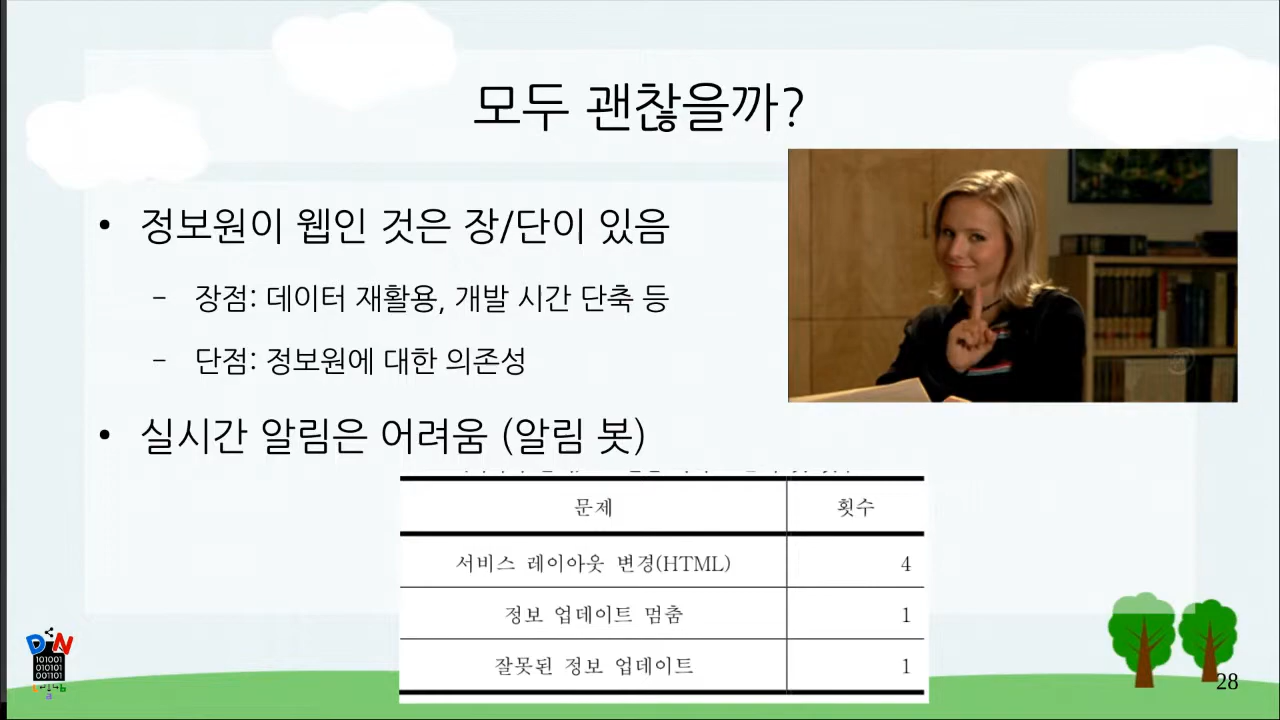 모두 괜찮을까?
• 정보원이 웹인 것은 장/단이 있음
– 장점: 데이터 재활용, 개발 시간 단축 등
– 단점: 정보원에 대한 의존성
• 실시간 알림은 어려움 (알림 봇)
문제 횟수
서비스 레이아웃 변경(HTML) 4
정보 업데이트 멈춤 1
잘못된 정보 업데이트 1
D N
101001
010101
001101
28